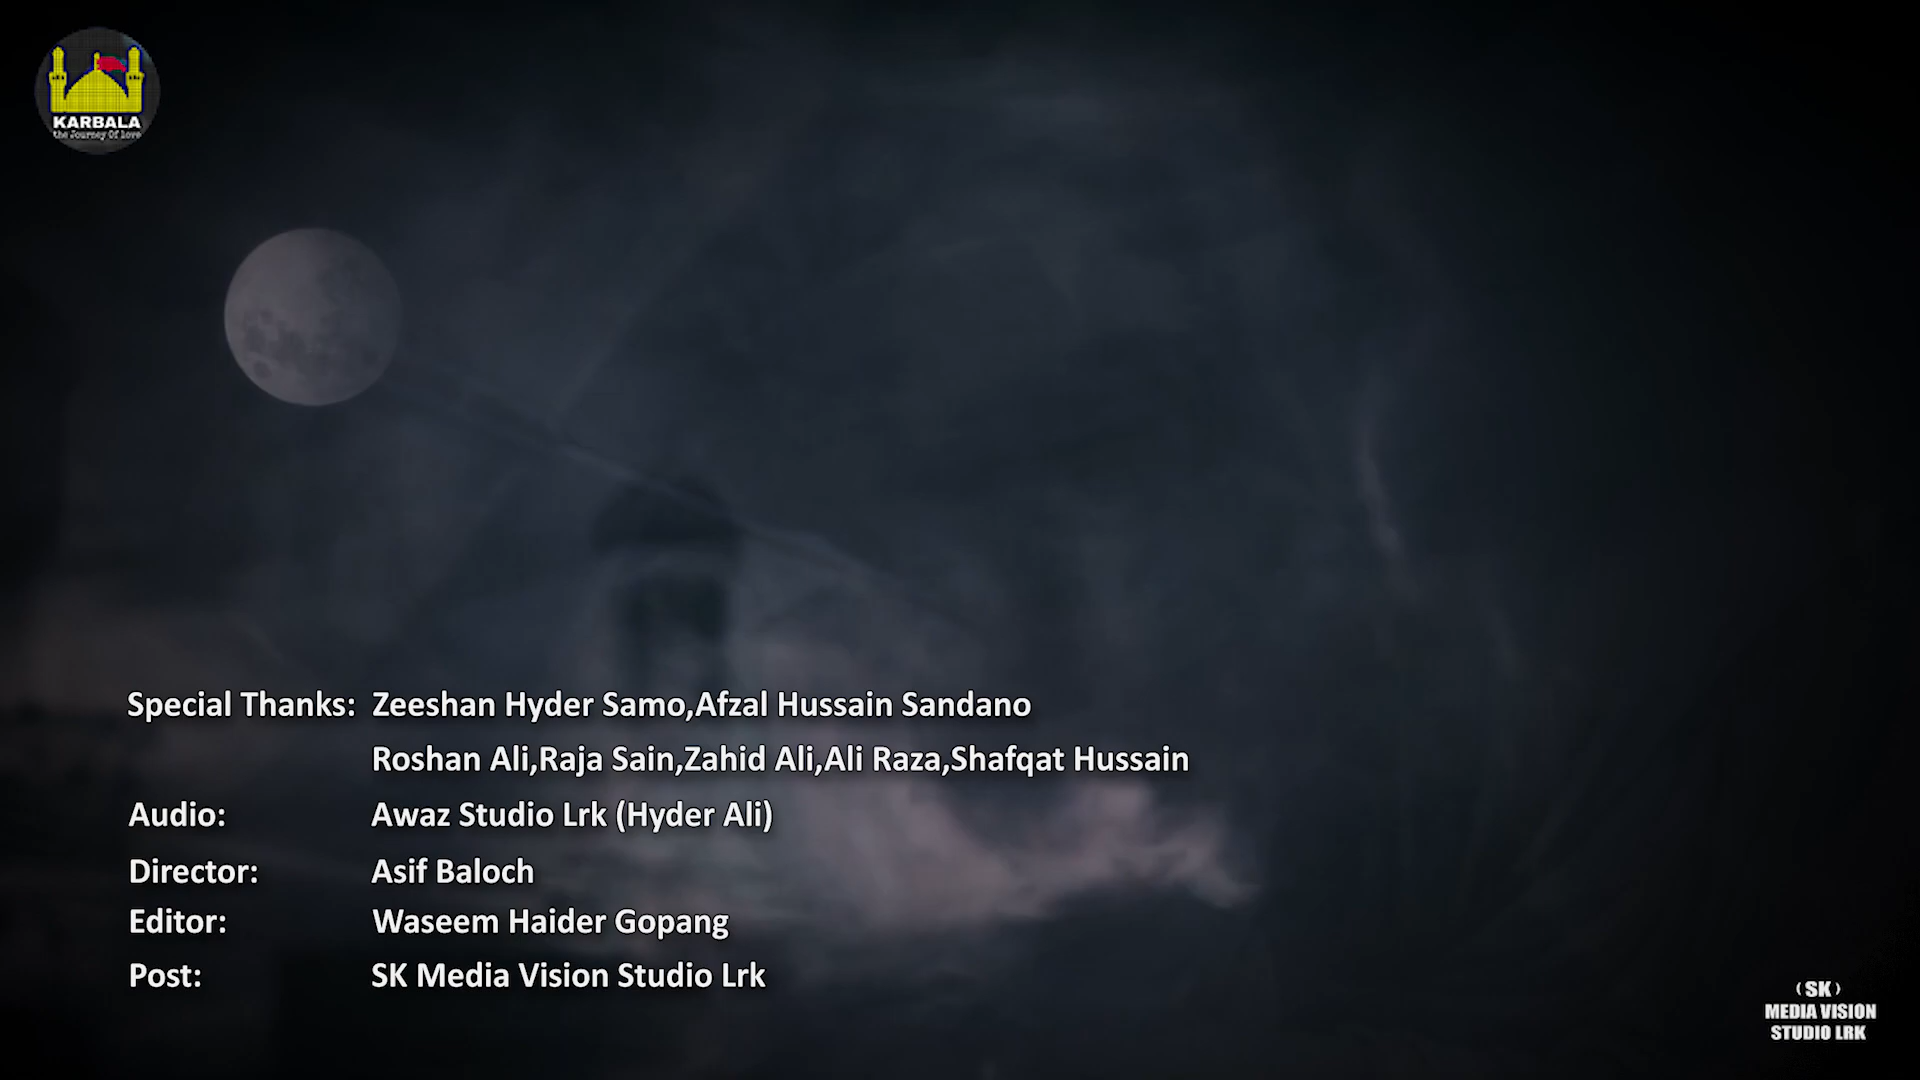 KARBALA
the Journey Of love
Special Thanks: Zeeshan Hyder Samo,Afzal Hussain Sandano
Roshan Ali,Raja Sain,Zahid Ali,Ali Raza,Shafqat Hussain
Audio: Awaz Studio Lrk (Hyder Ali)
Director: Asif Baloch
Editor: Waseem Haider Gopang
Post: SK Media Vision Studio Lrk
(SK)
MEDIA VISION
STUDIO LRK